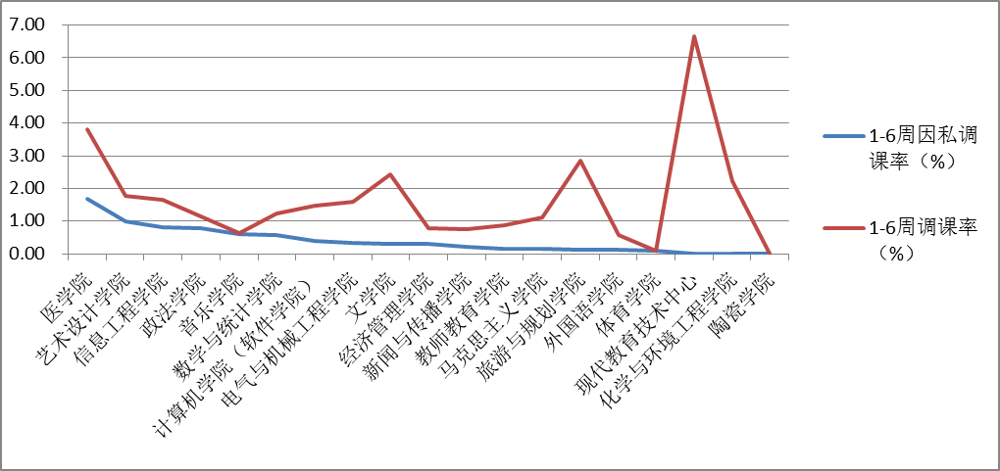 7.00
6.00
5.00
4.00
3.00
2.00
1.00
0.00
医学院
艺术设计学院
信息工程学院
政法学院
音乐学院
数学与统计学院
计算机学院（软件学院）
电气与机械工程学院
文学院
经济管理学院
新闻与传播学院
教师教育学院
马克思主义学院
旅游与规划学院
外国语学院
体育学院
现代教育技术中心
化学与环境工程学院
陶瓷学院
1-6周因私调
课率（%）
1-6周调课率
（%）